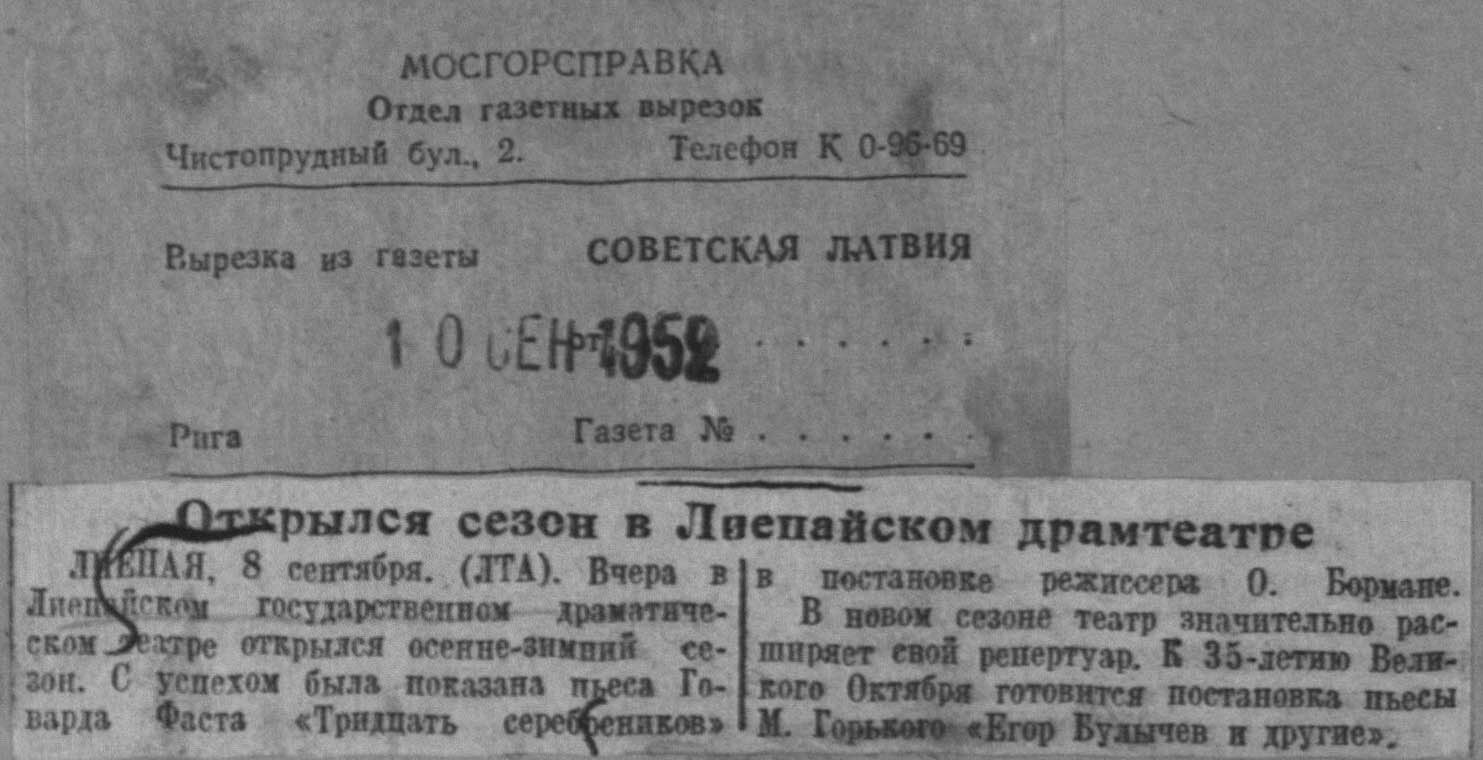 МОСГОРСПРАВКА
Отдел газетных вырезок
Чистопрудный бул., 2. Телефон К 0-96-69
Вырезка из газеты СОВЕТСКАЯ ЛАТВИЯ
10 СЕН 1952 . . . . . .
Рига Газета № . . . . . .
Открылся сезон в Лиепайском драмтеатре
ЛИЕПАЯ, 8 сентября. (ЛТА). Вчера в
Лиепайском государственном драматиче-
ском театре открылся осенне-зимний се-
зон. С успехом была показана пьеса Го-
варда Фаста «Тридцать серебреников»
в постановке режиссера О. Бормане.
В новом сезоне театр значительно рас-
ширяет свой репертуар. К 35-летию Вели-
кого Октября готовится постановка пьесы
М. Горького «Егор Булычев и другие».